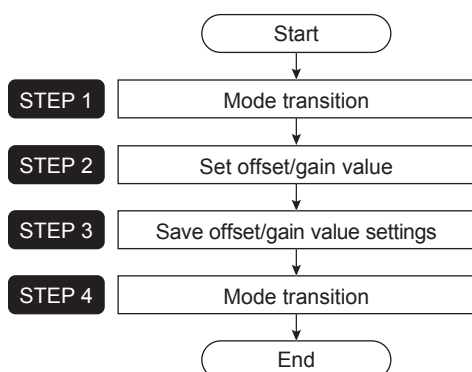 Start
STEP 1 Mode transition
STEP 2 Set offset/gain value
STEP 3 Save offset/gain value settings
STEP 4 Mode transition
End